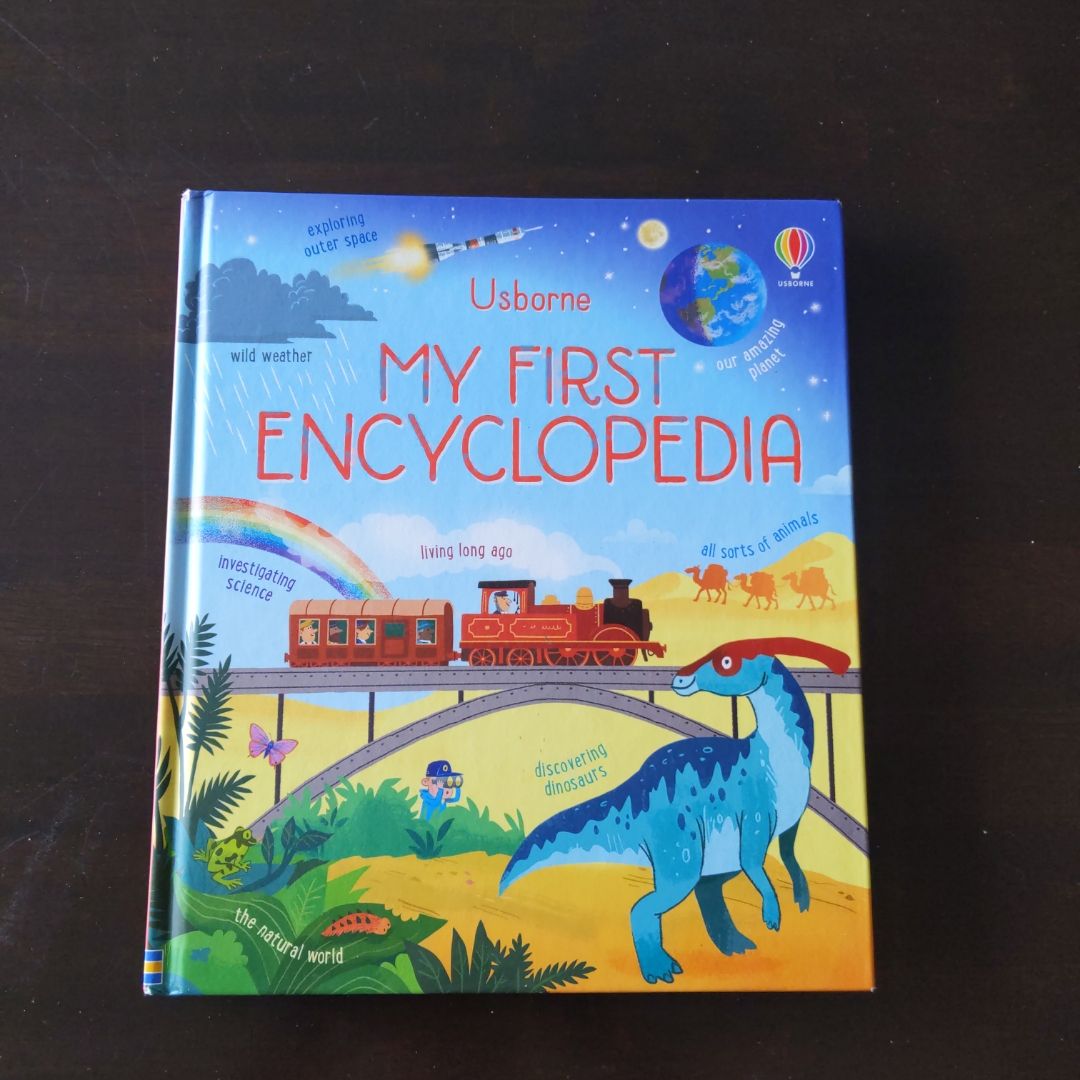 exploring
outer space
USBORNE
Usborne
wild weather
our amazing
planet
MY FIRST
ENCYCLOPEDIA
all sorts of animals
living long ago
investigating
science
discovering
dinosaurs
the natural world